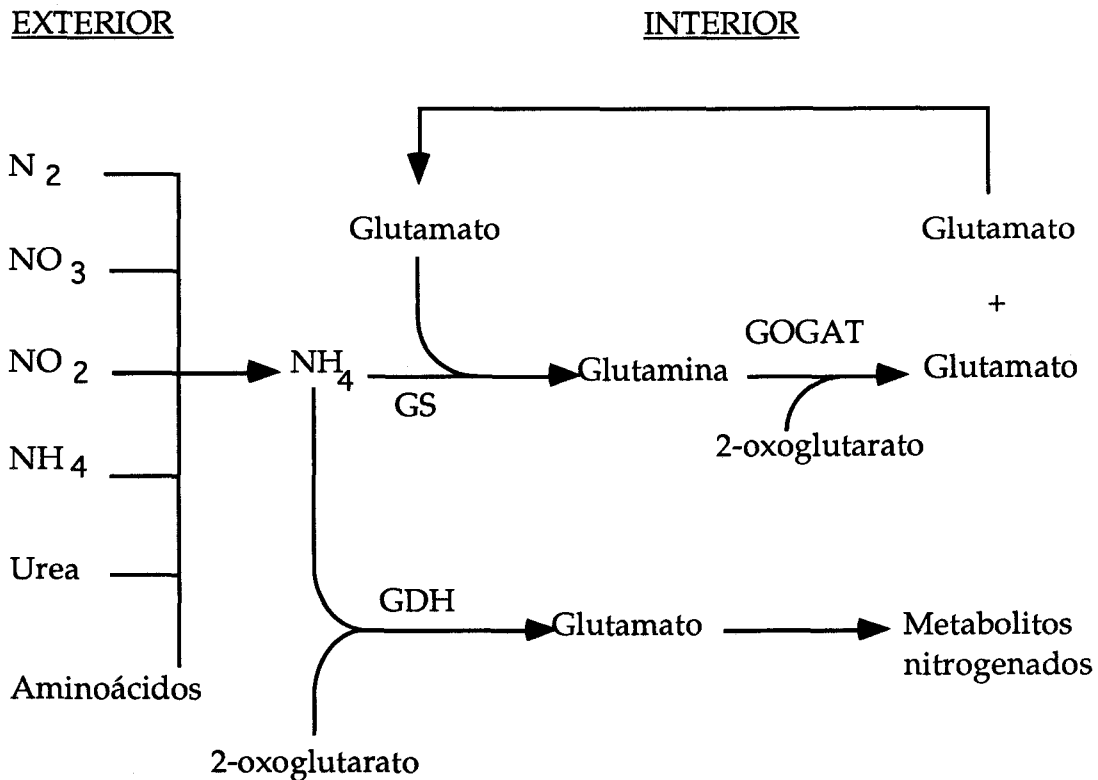 EXTERIOR
INTERIOR
N 2
NO 3
NO 2
NH 4
Urea
Aminoácidos
NH4
Glutamato
GS
Glutamina
GOGAT
2-oxoglutarato
Glutamato
+
Glutamato
GDH
2-oxoglutarato
Glutamato
Metabolitos
nitrogenados